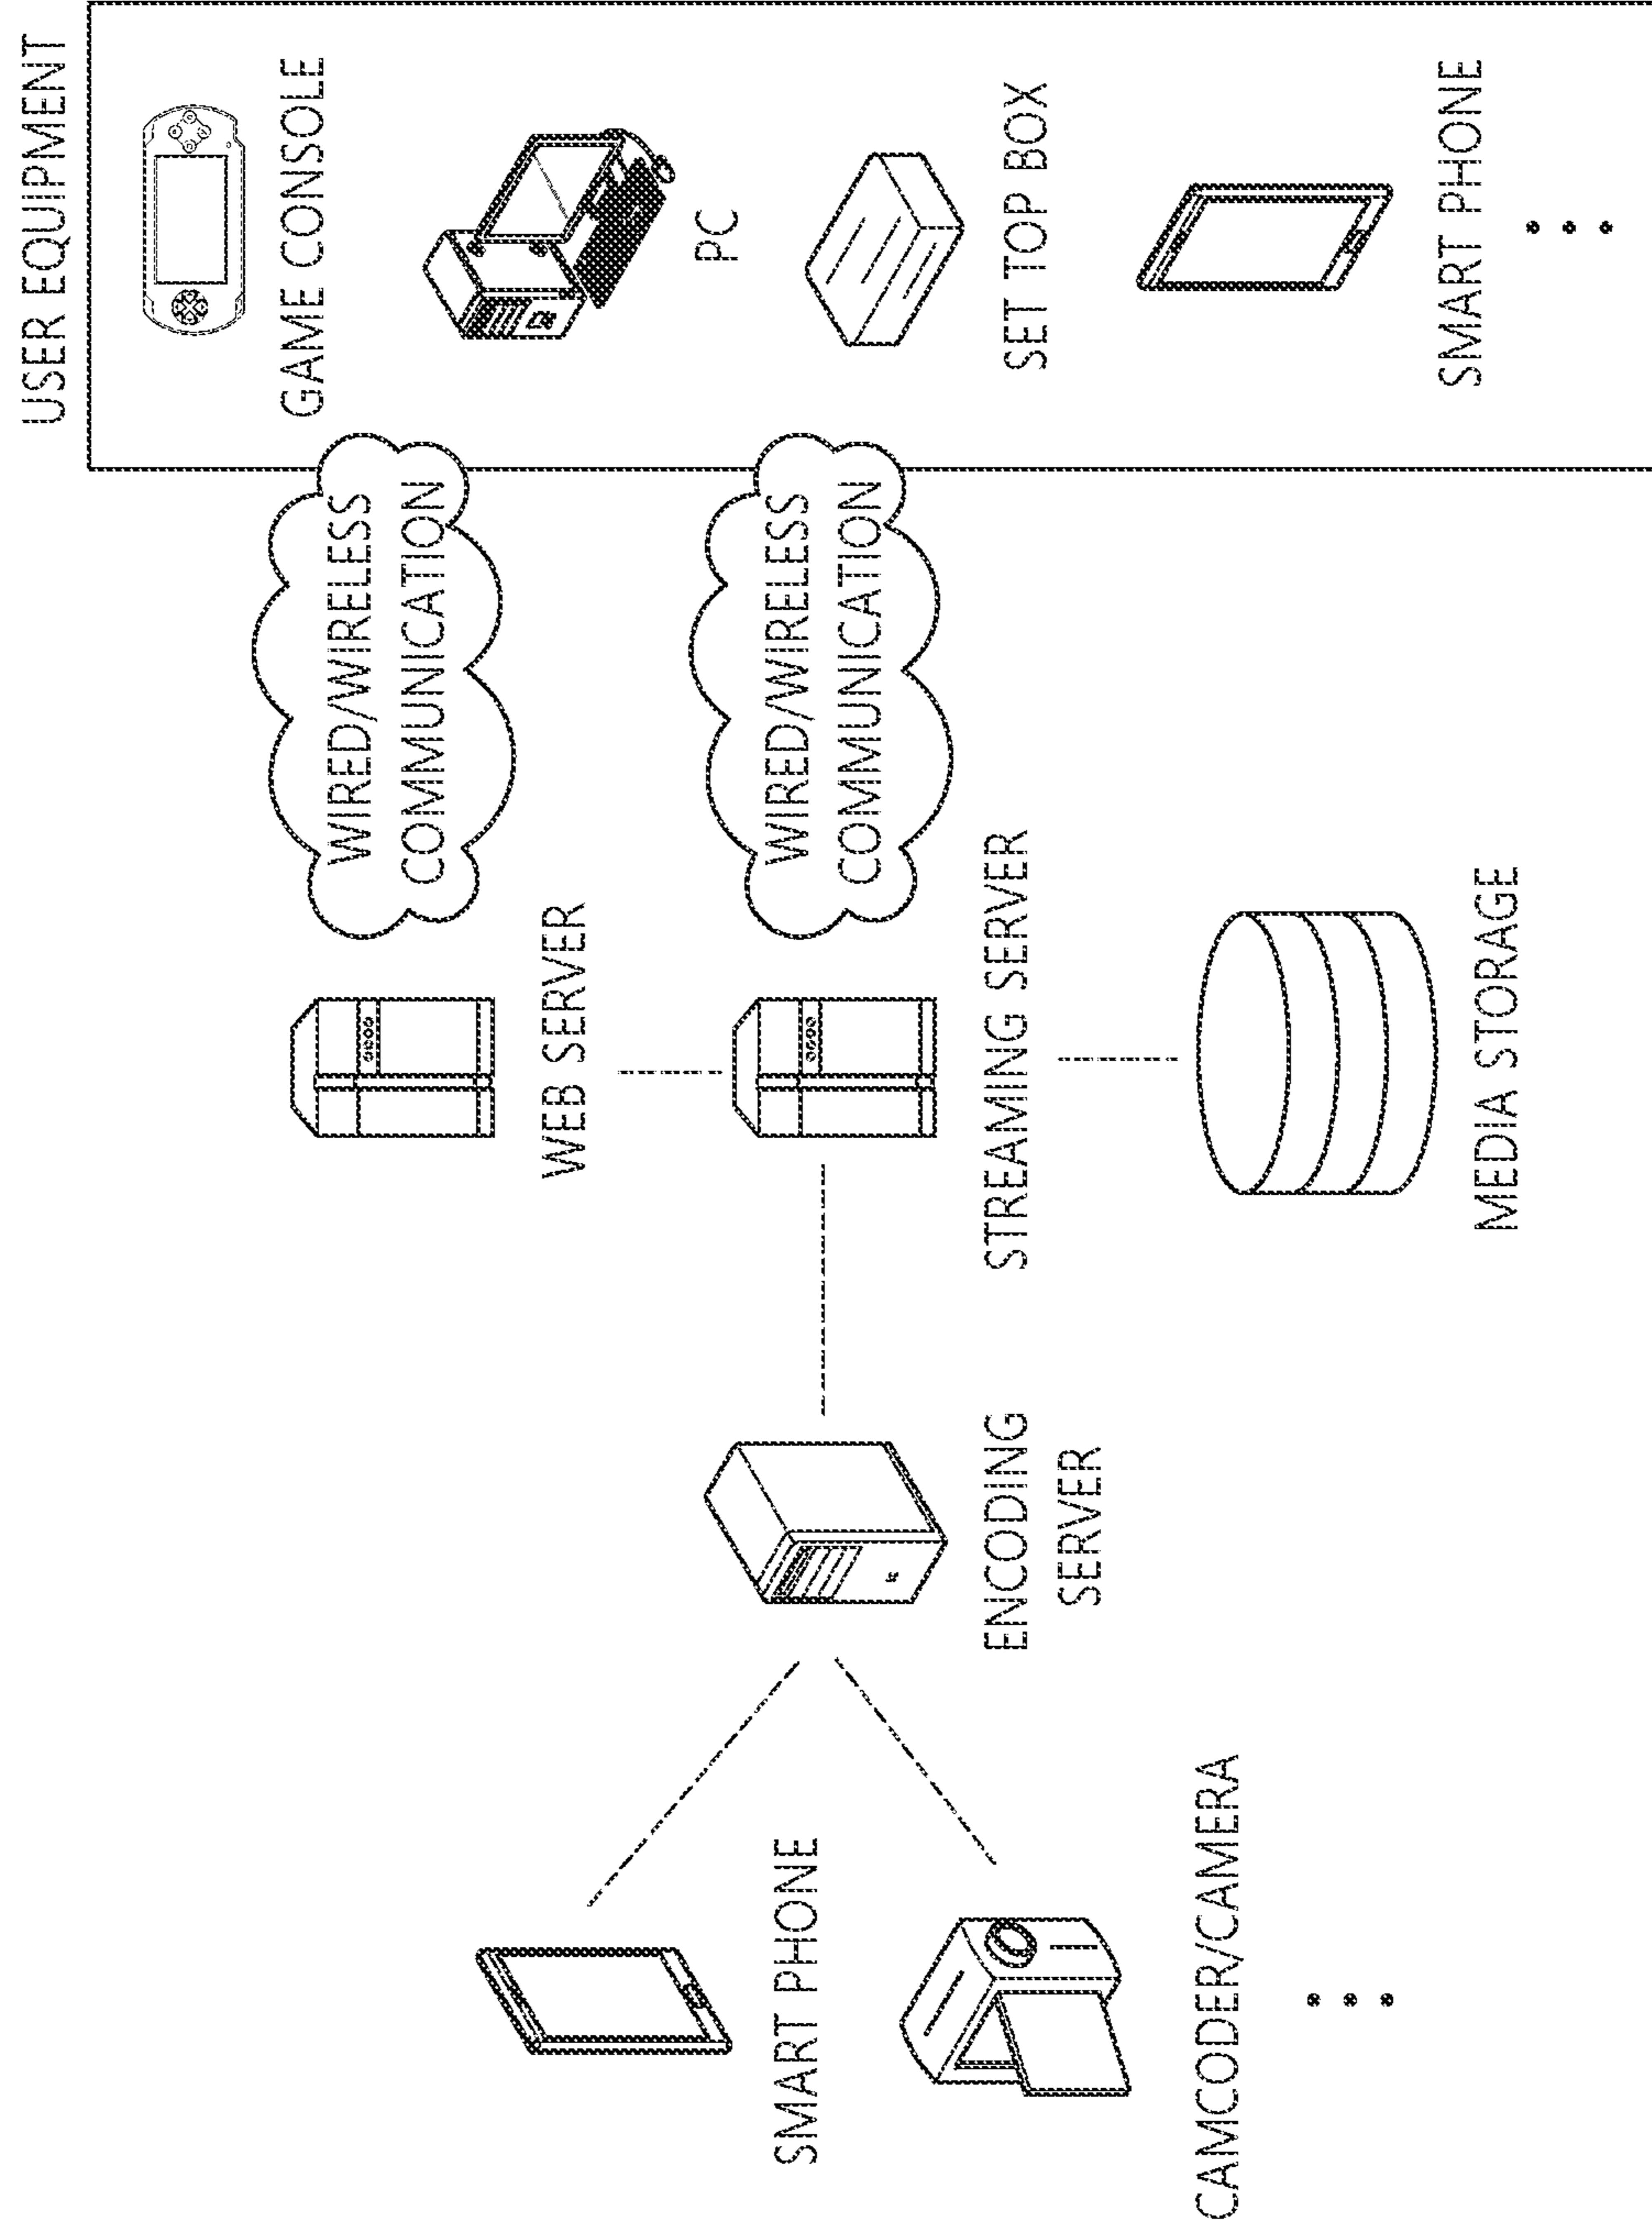 USER EQUIPMENT
GAME CONSOLE
PC
SET TOP BOX
SMART PHONE
WIRED/WIRELESS
COMMUNICATION
WIRED/WIRELESS
COMMUNICATION
WEB SERVER
STREAMING SERVER
MEDIA STORAGE
ENCODING
SERVER
SMART PHONE
CAMCODER/CAMERA